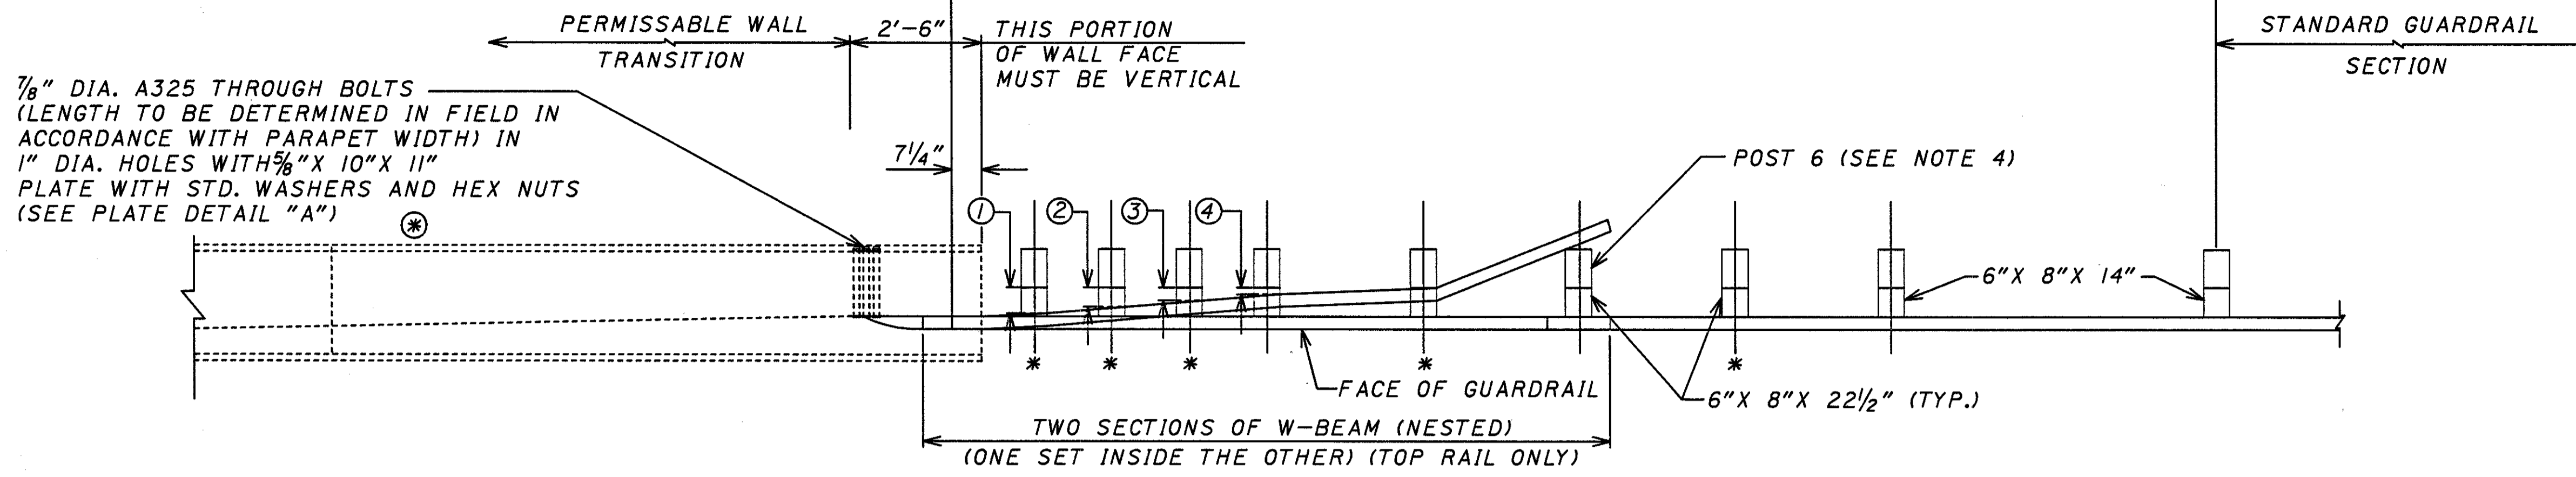 PERMISSABLE WALL
TRANSITION
2'-6"
THIS PORTION
OF WALL FACE
MUST BE VERTICAL
STANDARD GUARDRAIL
SECTION
7/8" DIA. A325 THROUGH BOLTS
(LENGTH TO BE DETERMINED IN FIELD IN
ACCORDANCE WITH PARAPET WIDTH) IN
1" DIA. HOLES WITH 5/8" X 10" X 11"
PLATE WITH STD. WASHERS AND HEX NUTS
(SEE PLATE DETAIL "A")
*
7 1/4"
POST 6 (SEE NOTE 4)
1 2 3 4
6" X 8" X 14"
* * * * *
FACE OF GUARDRAIL
6" X 8" X 22 1/2" (TYP.)
TWO SECTIONS OF W-BEAM (NESTED)
(ONE SET INSIDE THE OTHER) (TOP RAIL ONLY)